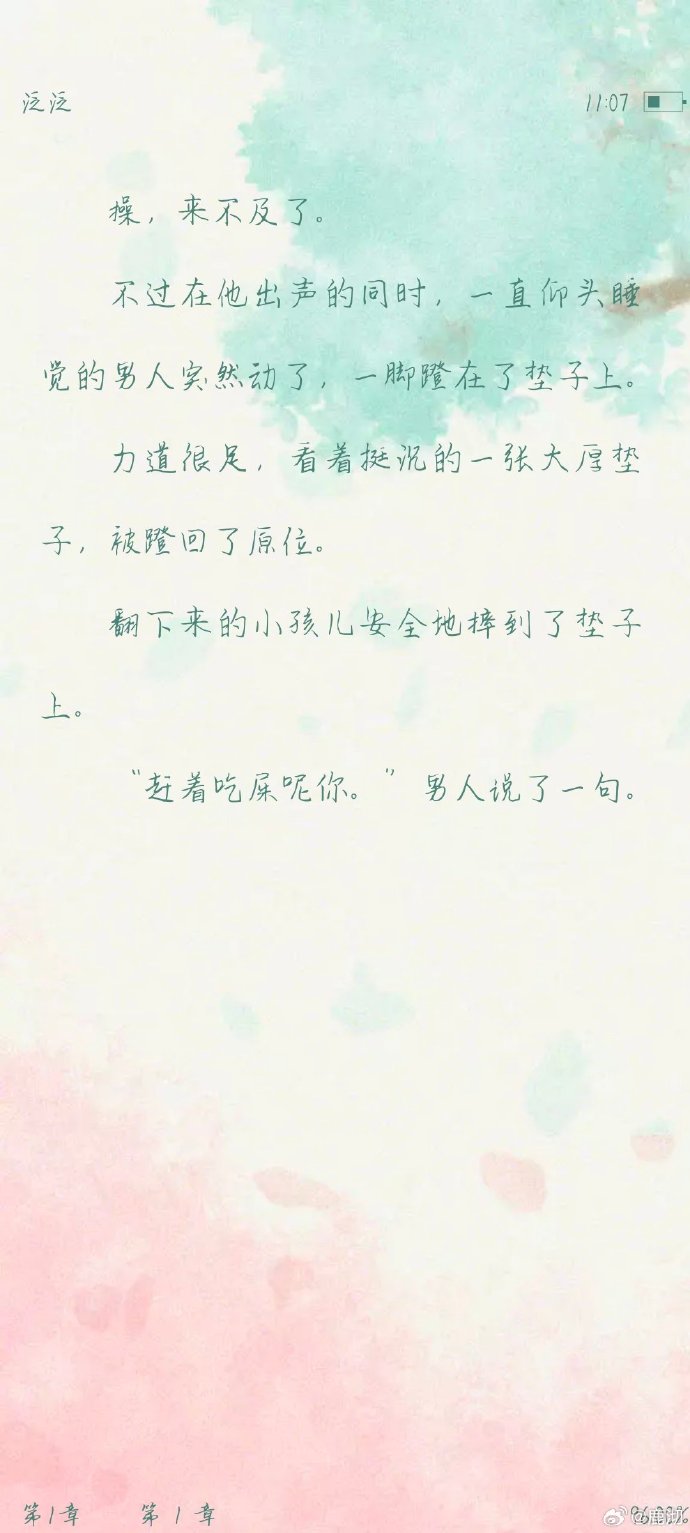 泛泛
11:07
操，来不及了。
不过在他出声的同时，一直仰头睡
觉的男人突然动了，一脚蹬在了垫子上。
力道很足，看着挺沉的一张大厚垫
子，被蹬回了原位。
翻下来的小孩儿安全地摔到了垫子
上。
“赶着吃屎呢你。”男人说了一句。
第1章 第1章